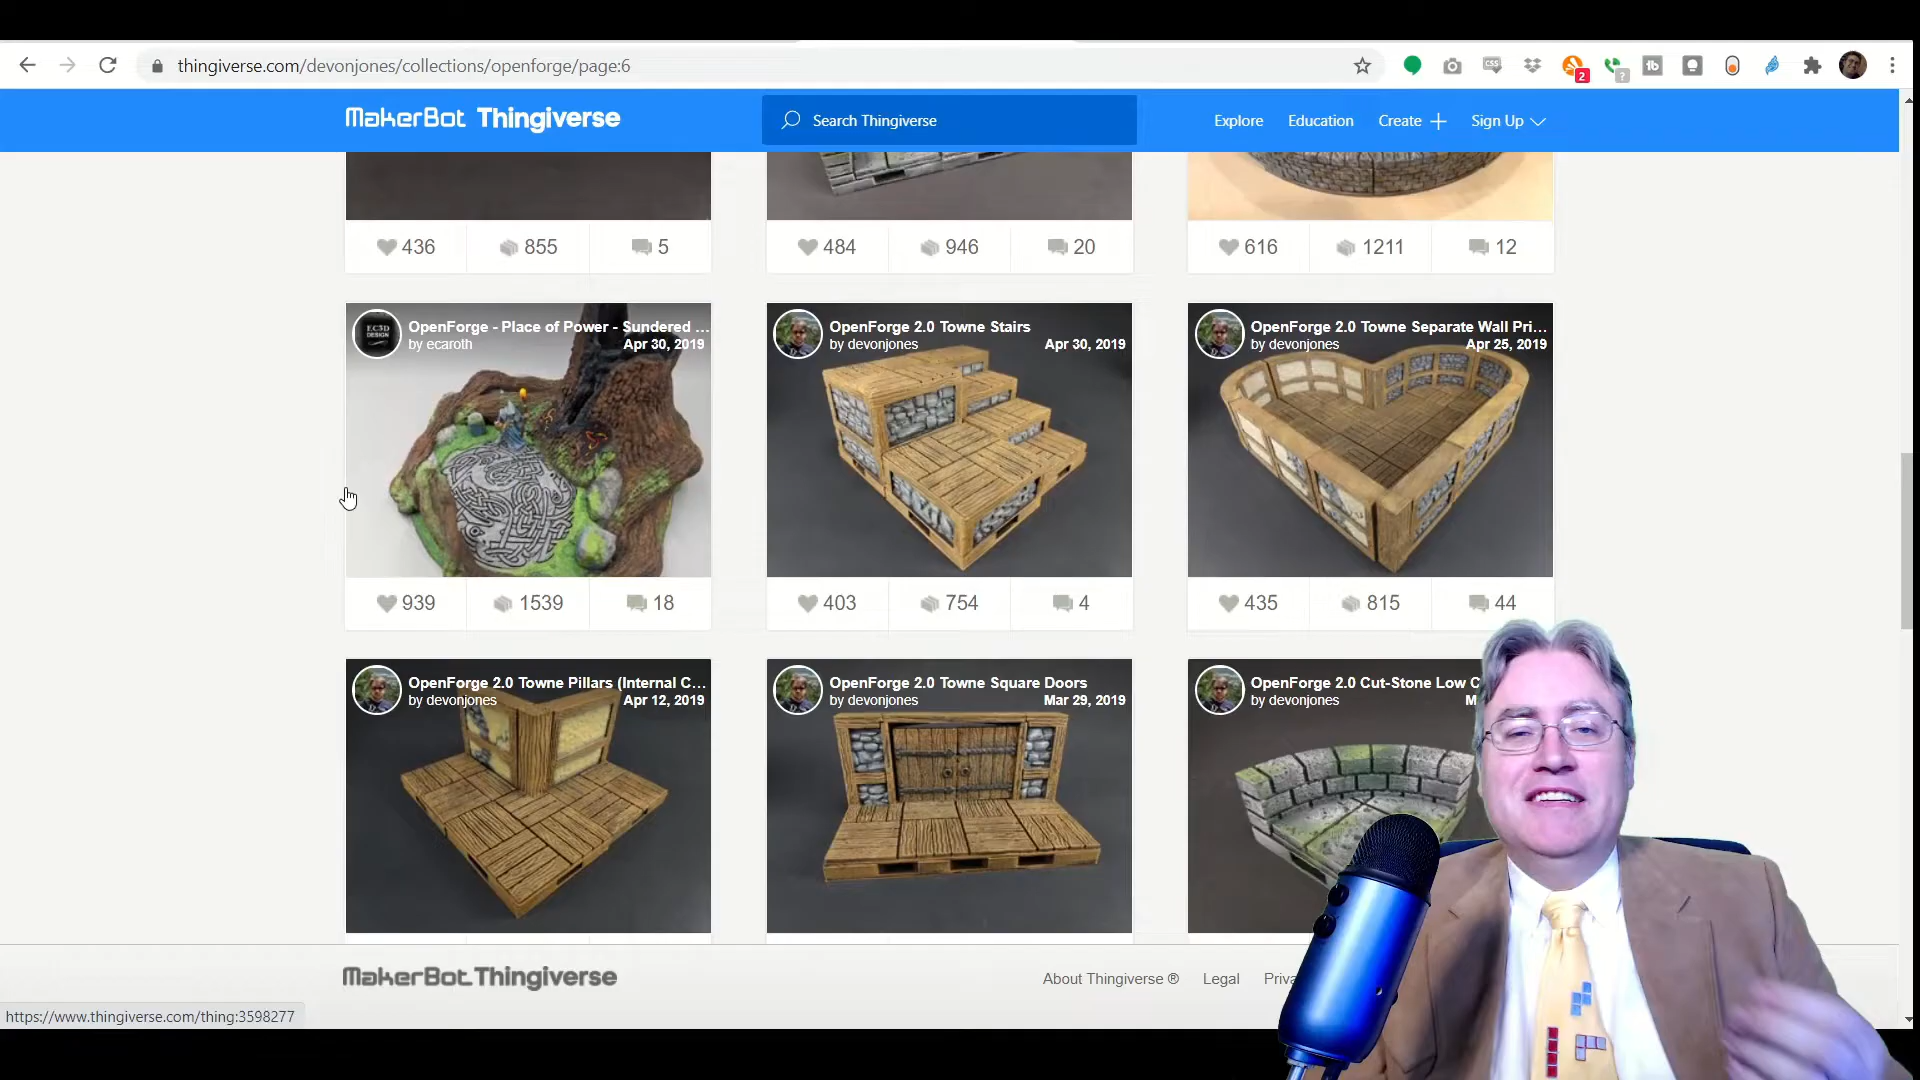 thingiverse.com/devonjones/collections/openforge/page:6
2
?
MakerBot Thingiverse
Search Thingiverse
Explore
Education
Create
Sign Up
436 855 5
484 946 20
616 1211 12
EC3D DESIGN
OpenForge - Place of Power - Sundered ...
by ecaroth Apr 30, 2019
OpenForge 2.0 Towne Stairs
by devonjones Apr 30, 2019
OpenForge 2.0 Towne Separate Wall Pri...
by devonjones Apr 25, 2019
939 1539 18
403 754 4
435 815 44
OpenForge 2.0 Towne Pillars (Internal C...
by devonjones Apr 12, 2019
OpenForge 2.0 Towne Square Doors
by devonjones Mar 29, 2019
OpenForge 2.0 Cut-Stone Low C
by devonjones M
MakerBot.Thingiverse
About Thingiverse ®
Legal
Priva
https://www.thingiverse.com/thing:3598277